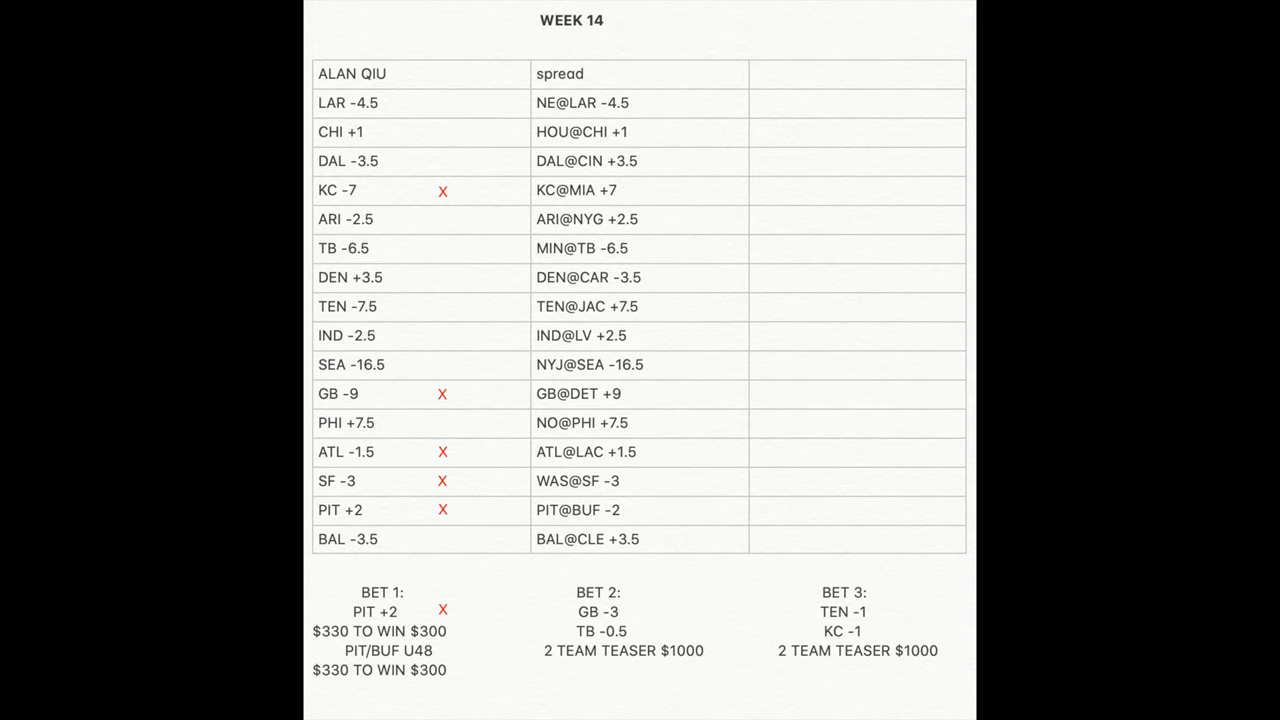 WEEK 14
ALAN QIU spread
LAR -4.5 NE@LAR -4.5
CHI +1 HOU@CHI +1
DAL -3.5 DAL@CIN +3.5
KC -7 X KC@MIA +7
ARI -2.5 ARI@NYG +2.5
TB -6.5 MIN@TB -6.5
DEN +3.5 DEN@CAR -3.5
TEN -7.5 TEN@JAC +7.5
IND -2.5 IND@LV +2.5
SEA -16.5 NYJ@SEA -16.5
GB -9 X GB@DET +9
PHI +7.5 NO@PHI +7.5
ATL -1.5 X ATL@LAC +1.5
SF -3 X WAS@SF -3
PIT +2 X PIT@BUF -2
BAL -3.5 BAL@CLE +3.5
BET 1:
PIT +2 X
$330 TO WIN $300
PIT/BUF U48
$330 TO WIN $300
BET 2:
GB -3
TB -0.5
2 TEAM TEASER $1000
BET 3:
TEN -1
KC -1
2 TEAM TEASER $1000